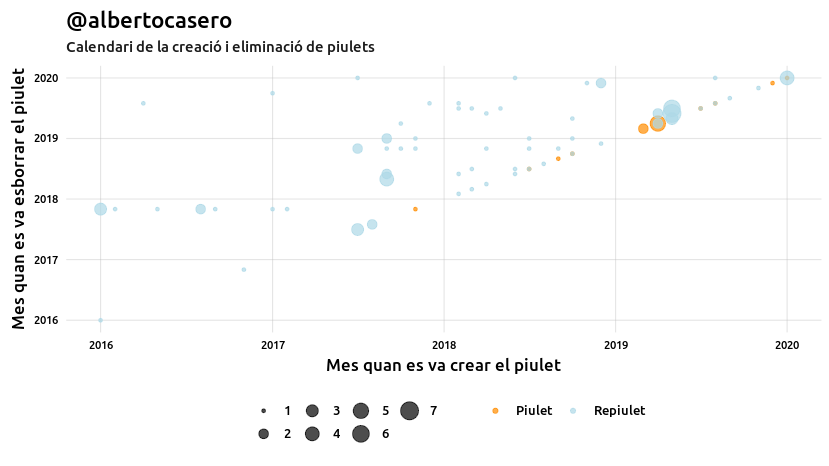 @albertocasero
Calendari de la creació i eliminació de piulets
Mes quan es va esborrar el piulet
2020
2019
2018
2017
2016
2016 2017 2018 2019 2020
Mes quan es va crear el piulet
1 3 5 7 Piulet Repiulet
2 4 6